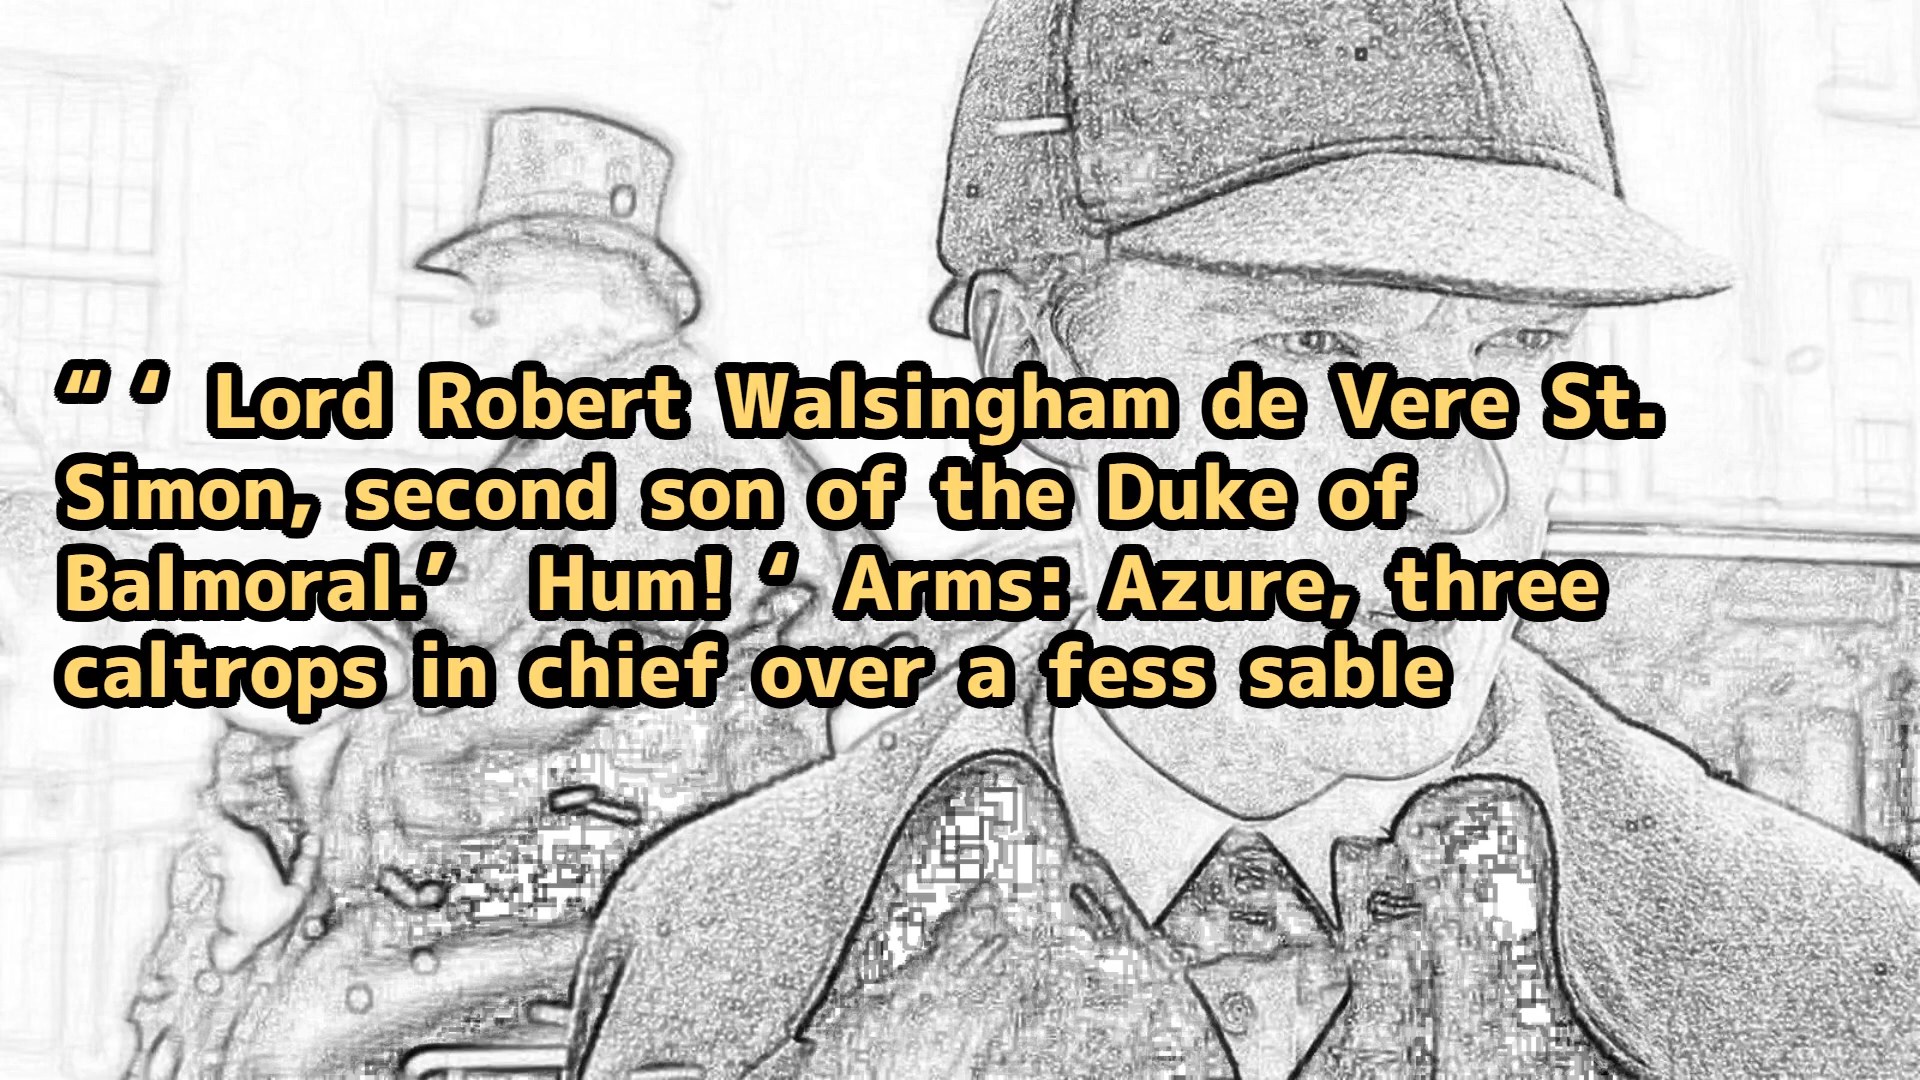 “ ‘ Lord Robert Walsingham de Vere St.
Simon, second son of the Duke of
Balmoral.’ Hum! ‘ Arms: Azure, three
caltrops in chief over a fess sable